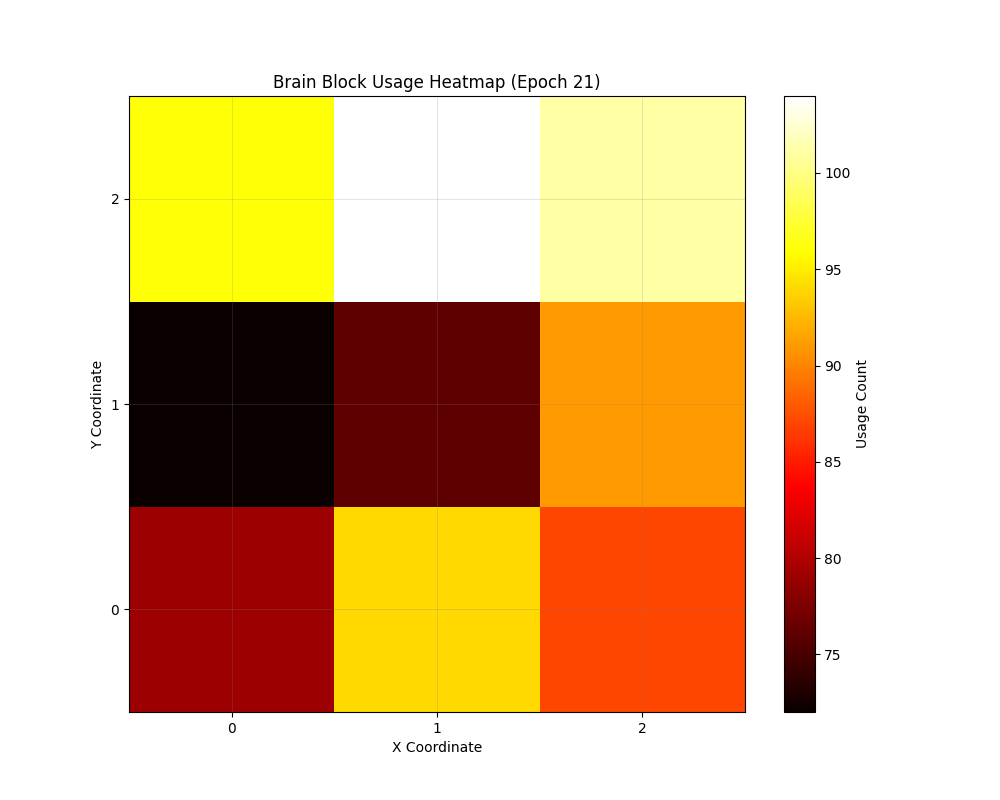 Brain Block Usage Heatmap (Epoch 21)
2
1
0
Y Coordinate
0 1 2
X Coordinate
100
95
90
85
80
75
Usage Count